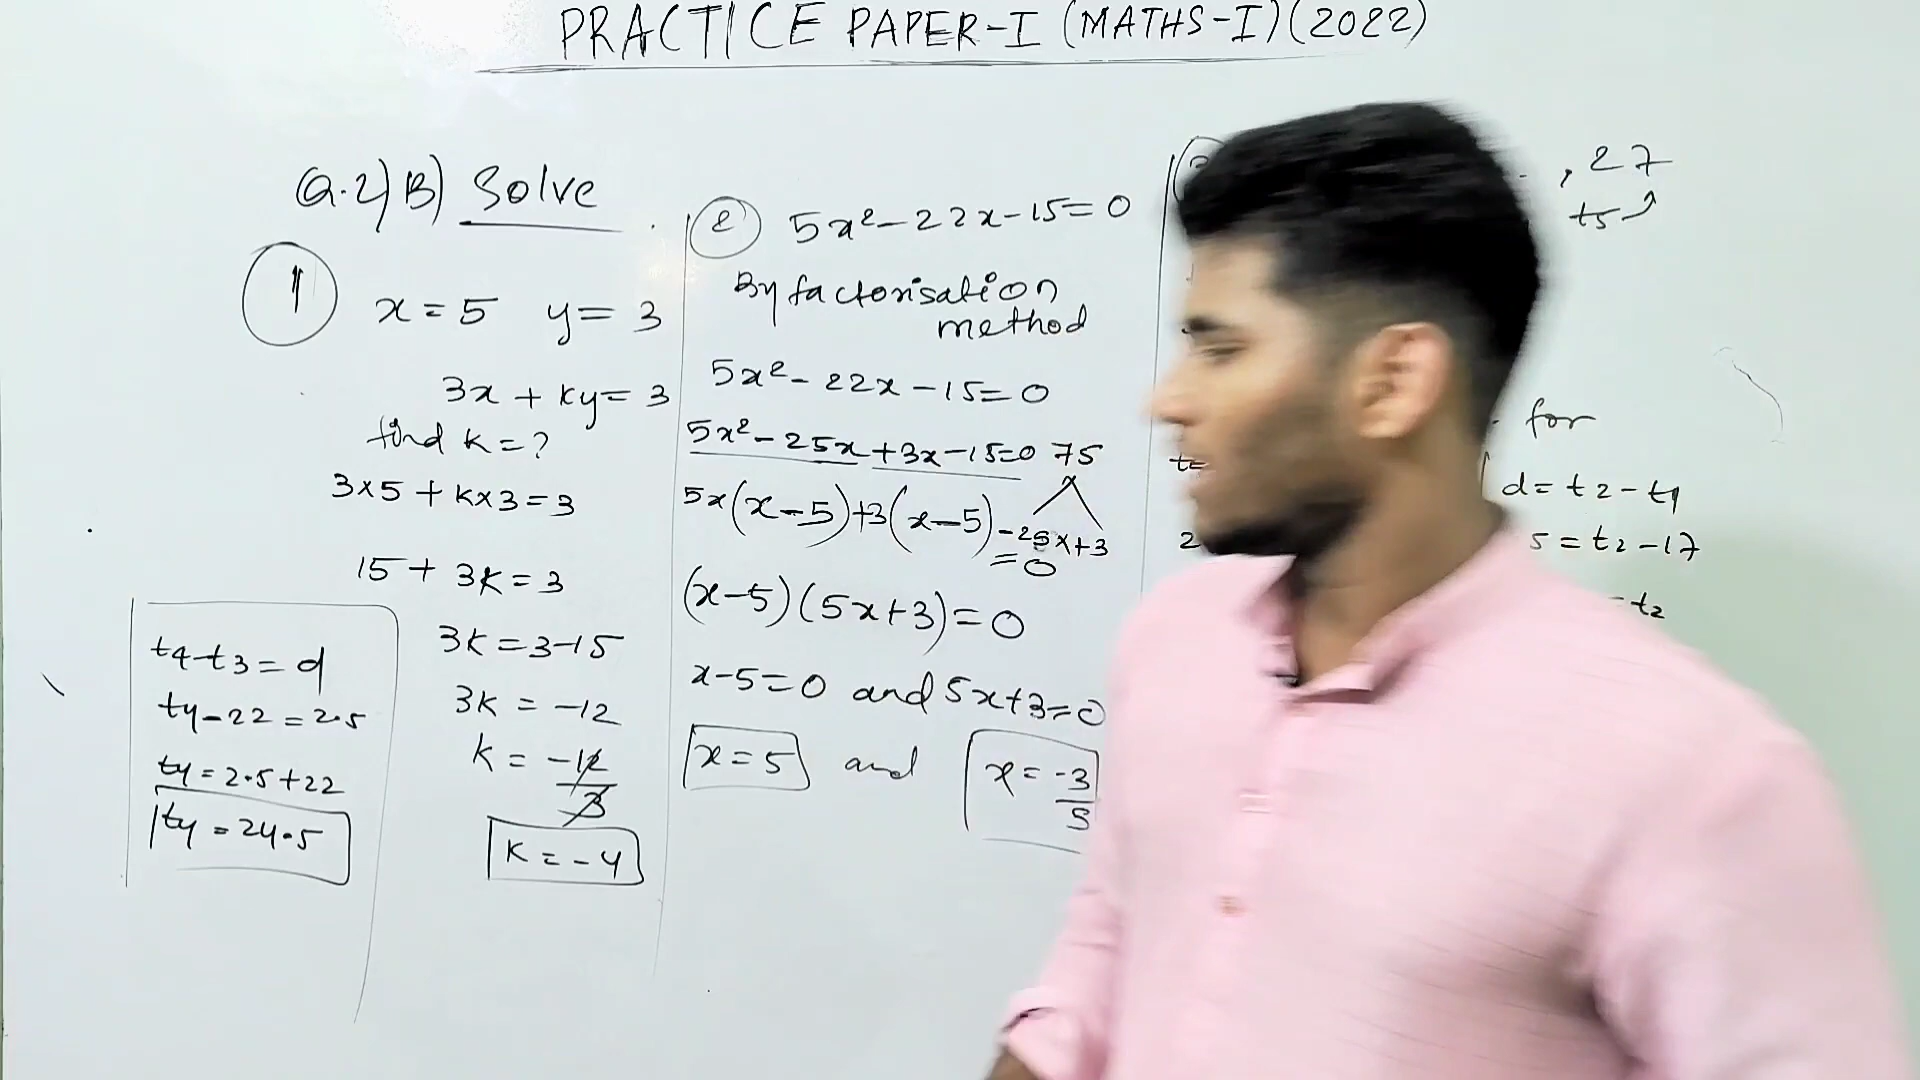 PRACTICE PAPER-I (MATHS-I)(2022)
Q.2) B) Solve
1
x = 5 y = 3
3x + ky = 3
find k = ?
3×5 + k×3 = 3
15 + 3k = 3
3k = 3-15
3k = -12
k = -12/3
k = -4
t4-t3 = d
t4-22 = 2.5
t4 = 2.5+22
t4 = 24.5
2 5x²-22x-15=0
By factorisation
method
5x²-22x-15=0
5x²-25x+3x-15=0 75
5x(x-5)+3(x-5) -25x+3
=0
(x-5)(5x+3)=0
x-5=0 and 5x+3=0
x=5 and x=-3/5
, 27
t5
for
d = t2-t1
5 = t2-17
t2